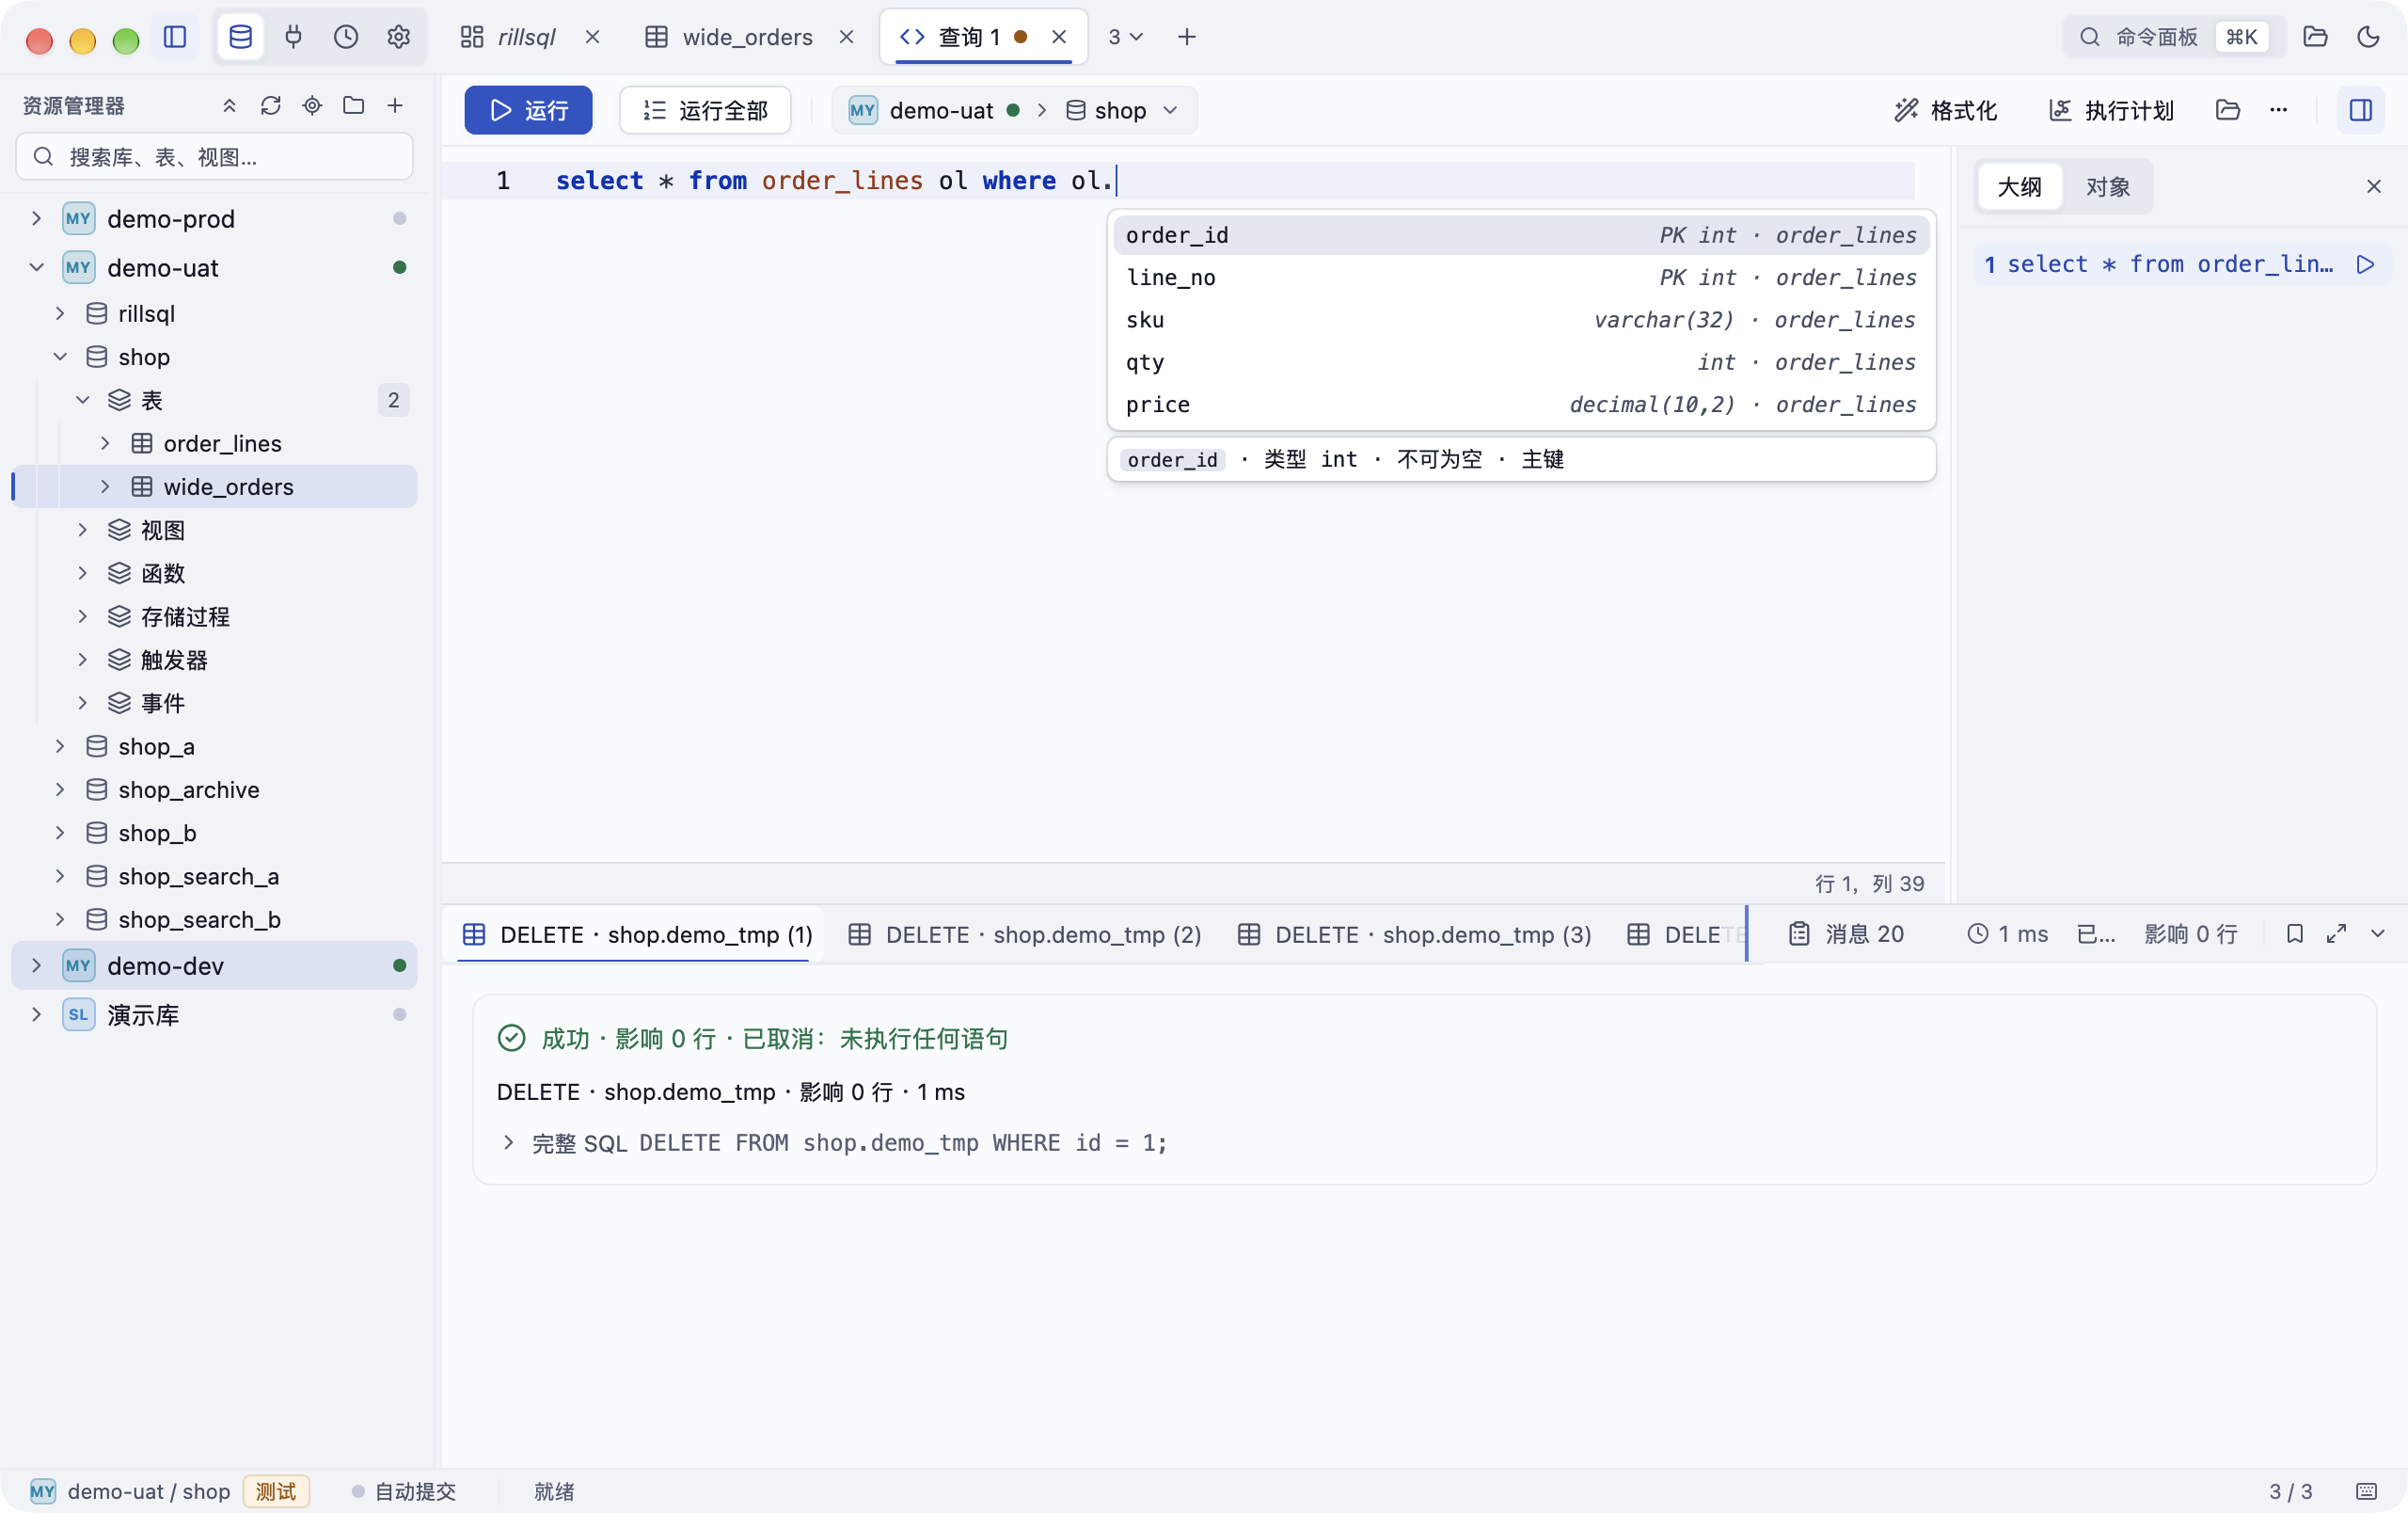 rillsql
wide_orders
查询 1
3
命令面板 ⌘K
资源管理器
搜索库、表、视图...
MY demo-prod
MY demo-uat
rillsql
shop
表 2
order_lines
wide_orders
视图
函数
存储过程
触发器
事件
shop_a
shop_archive
shop_b
shop_search_a
shop_search_b
MY demo-dev
SL 演示库
运行
运行全部
MY demo-uat
shop
格式化
执行计划
1 select * from order_lines ol where ol.
order_id PK int · order_lines
line_no PK int · order_lines
sku varchar(32) · order_lines
qty int · order_lines
price decimal(10,2) · order_lines
order_id · 类型 int · 不可为空 · 主键
大纲
对象
1 select * from order_lin...
行 1, 列 39
DELETE · shop.demo_tmp (1)
DELETE · shop.demo_tmp (2)
DELETE · shop.demo_tmp (3)
DELETE
消息 20
1 ms
已...
影响 0 行
成功 · 影响 0 行 · 已取消：未执行任何语句
DELETE · shop.demo_tmp · 影响 0 行 · 1 ms
完整 SQL DELETE FROM shop.demo_tmp WHERE id = 1;
MY demo-uat / shop 测试
自动提交
就绪
3 / 3